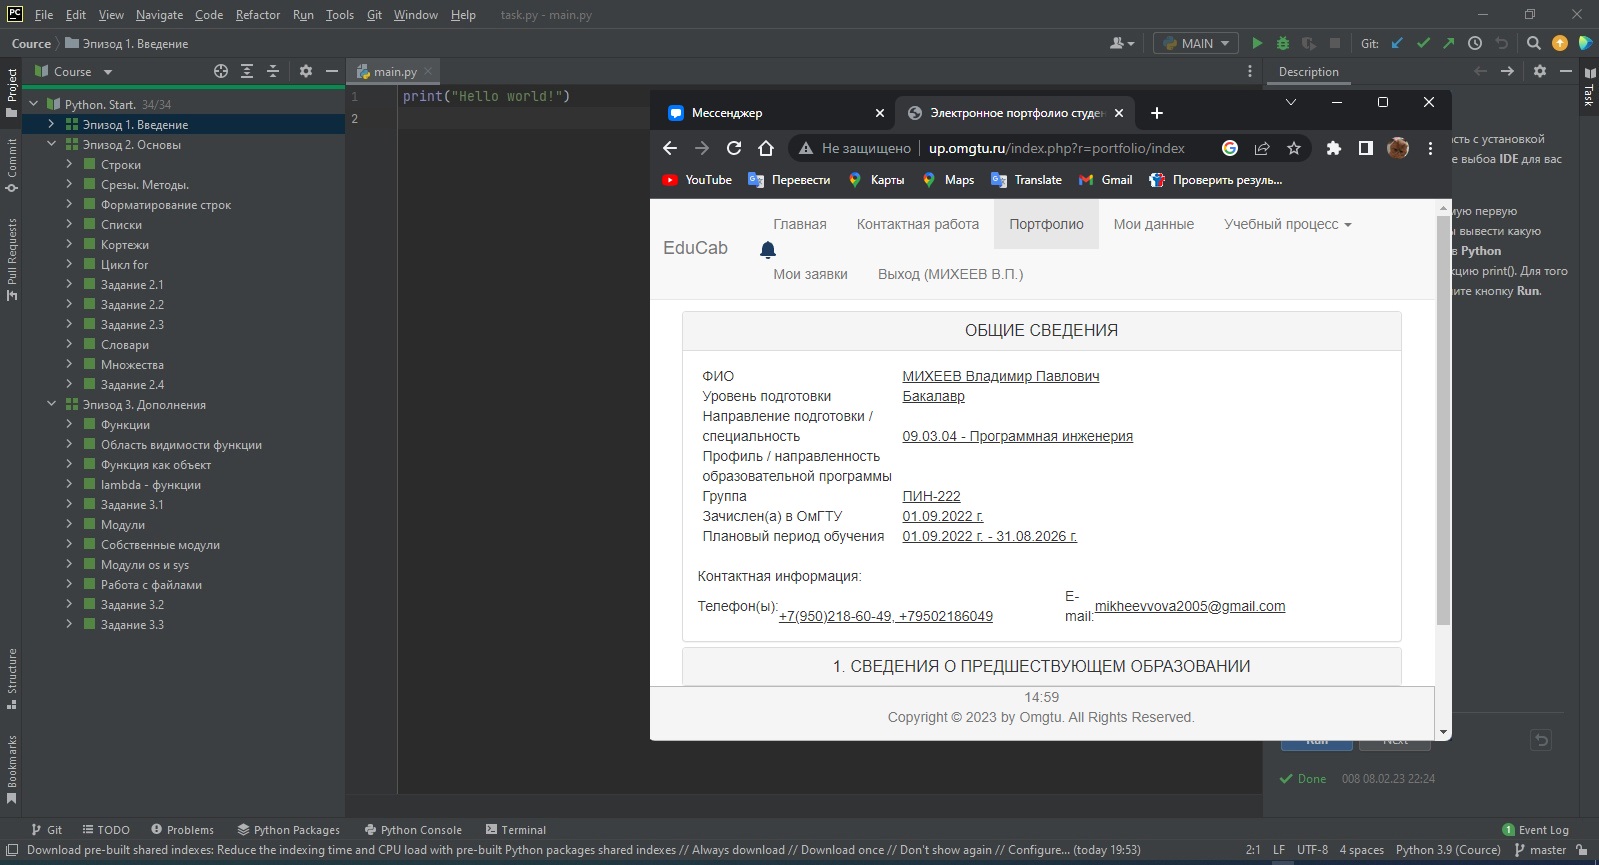 File Edit View Navigate Code Refactor Run Tools Git Window Help task.py - main.py
Cource Эпизод 1. Введение MAIN Git:
Project
Commit
Pull Requests
Structure
Bookmarks
Course
Python. Start. 34/34
Эпизод 1. Введение
Эпизод 2. Основы
Строки
Срезы. Методы.
Форматирование строк
Списки
Кортежи
Цикл for
Задание 2.1
Задание 2.2
Задание 2.3
Словари
Множества
Задание 2.4
Эпизод 3. Дополнения
Функции
Область видимости функции
Функция как объект
lambda - функции
Задание 3.1
Модули
Собственные модули
Модули os и sys
Работа с файлами
Задание 3.2
Задание 3.3
main.py
1 print("Hello world!")
2
Мессенджер Электронное портфолио студен
Не защищено up.omgtu.ru/index.php?r=portfolio/index
YouTube Перевести Карты Maps Translate Gmail Проверить резуль...
EduCab
Главная Контактная работа Портфолио Мои данные Учебный процесс
Мои заявки Выход (МИХЕЕВ В.П.)
ОБЩИЕ СВЕДЕНИЯ
ФИО МИХЕЕВ Владимир Павлович
Уровень подготовки Бакалавр
Направление подготовки /
специальность 09.03.04 - Программная инженерия
Профиль / направленность
образовательной программы
Группа ПИН-222
Зачислен(а) в ОмГТУ 01.09.2022 г.
Плановый период обучения 01.09.2022 г. - 31.08.2026 г.
Контактная информация:
Телефон(ы): +7(950)218-60-49, +79502186049
E-
mail: mikheevvova2005@gmail.com
1. СВЕДЕНИЯ О ПРЕДШЕСТВУЮЩЕМ ОБРАЗОВАНИИ
14:59
Copyright © 2023 by Omgtu. All Rights Reserved.
Description
Task
с установкой
IDE для вас
первую
вывести какую
в Python
print(). Для того
кнопку Run.
Run Next
Done 008 08.02.23 22:24
Git TODO Problems Python Packages Python Console Terminal Event Log
Download pre-built shared indexes: Reduce the indexing time and CPU load with pre-built Python packages shared indexes // Always download // Download once // Don't show again // Configure... (today 19:53) 2:1 LF UTF-8 4 spaces Python 3.9 (Cource) master